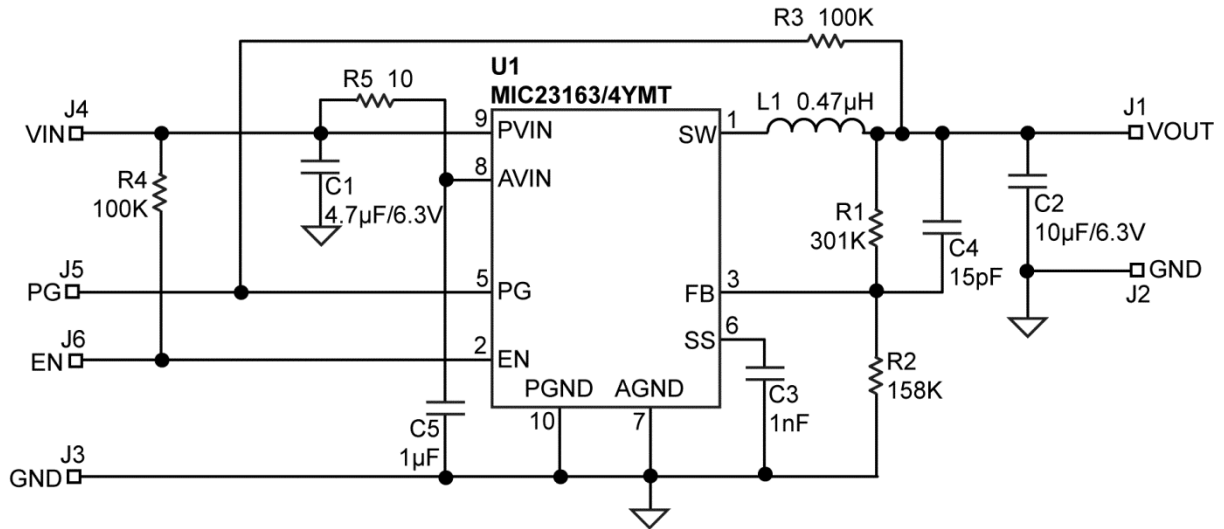 R3 100K
U1
MIC23163/4YMT
R5 10
L1 0.47µH
J4
VIN
9
PVIN
SW
1
J1
VOUT
8
AVIN
C1
4.7µF/6.3V
R4
100K
R1
301K
C4
15pF
C2
10µF/6.3V
J5
PG
5
PG
FB
3
GND
J2
6
SS
J6
EN
2
EN
R2
158K
PGND
AGND
C3
1nF
10
7
C5
1µF
J3
GND